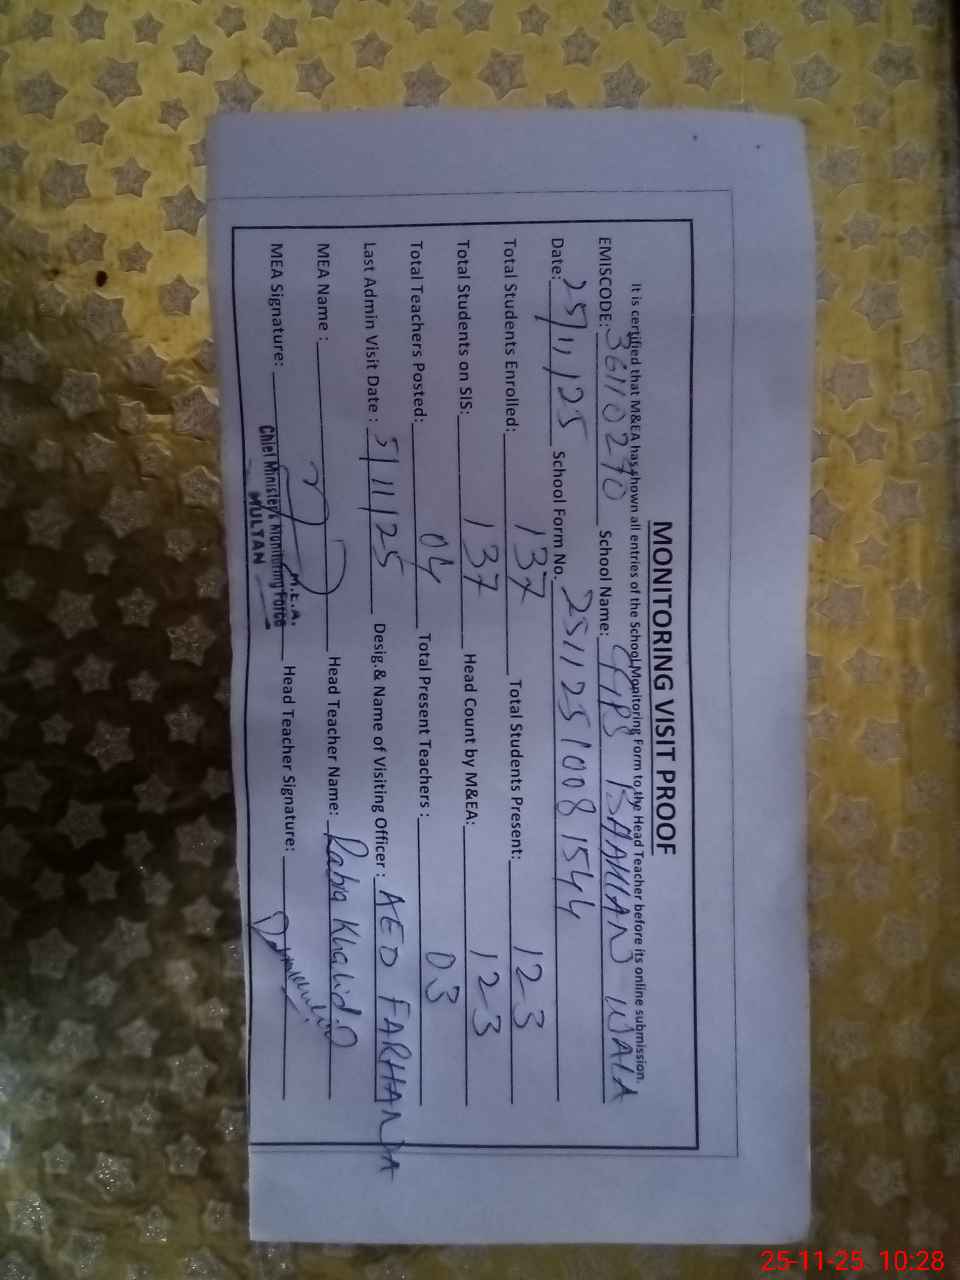 MONITORING VISIT PROOF
It is certified that M&EA has shown all entries of the School Monitoring Form to the Head Teacher before its online submission.
EMISCODE: 36110290 School Name: GGPS BAHAAN WALA
Date: 25/11/25 School Form No. 25112510081544
Total Students Enrolled: 137 Total Students Present: 123
Total Students on SIS: 137 Head Count by M&EA: 123
Total Teachers Posted: 04 Total Present Teachers : 03
Last Admin Visit Date : 5/11/25 Desig.& Name of Visiting Officer : AEO FARHANDA
MEA Name : Head Teacher Name: Rabia Khalid
MEA Signature: Head Teacher Signature:
M.E.A.
Chief Minister's Monitoring Force
MULTAN
25-11-25 10:28